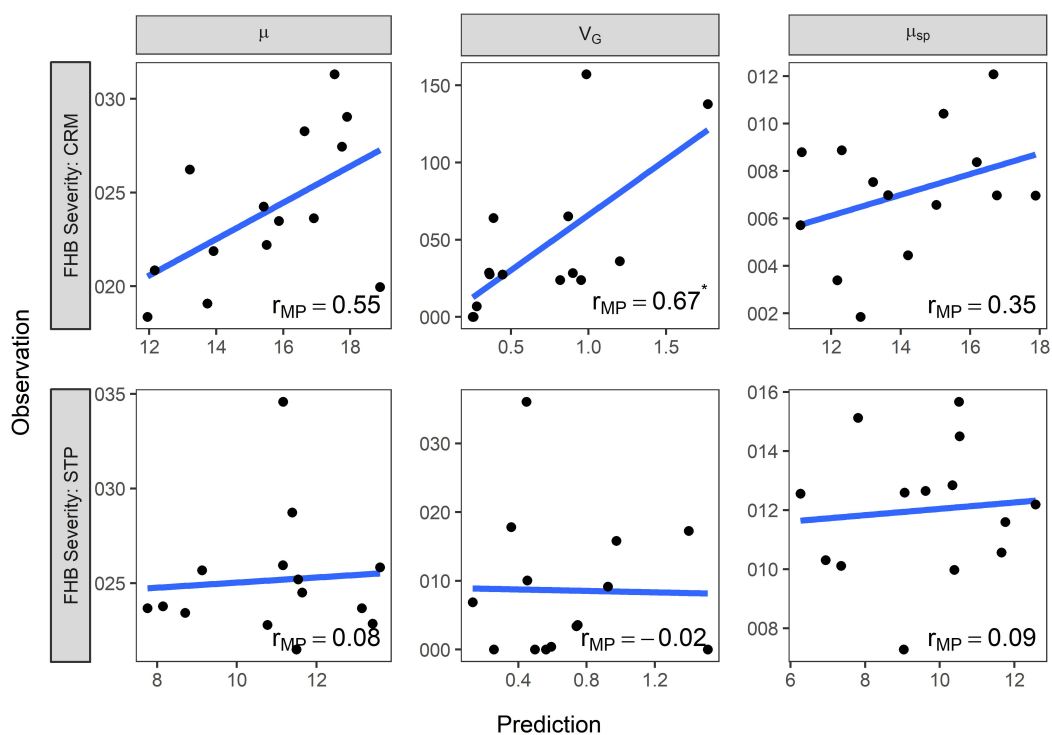 μ V_G μ_sp
FHB Severity: CRM
030
025
020
r_MP = 0.55
12 14 16 18
150
100
050
000
r_MP = 0.67*
0.5 1.0 1.5
012
010
008
006
004
002
r_MP = 0.35
12 14 16 18
Observation
FHB Severity: STP
035
030
025
r_MP = 0.08
8 10 12
030
020
010
000
r_MP = −0.02
0.4 0.8 1.2
016
014
012
010
008
r_MP = 0.09
6 8 10 12
Prediction